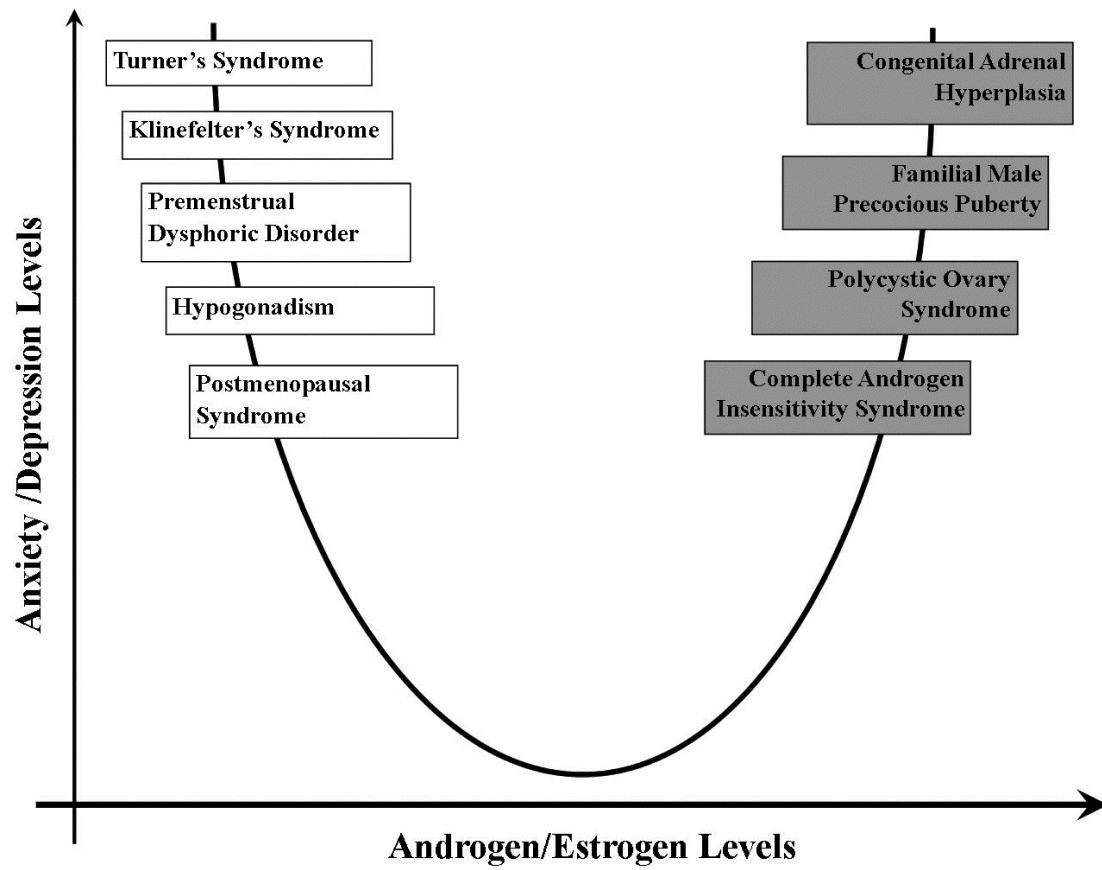 Turner’s Syndrome
Klinefelter’s Syndrome
Premenstrual
Dysphoric Disorder
Hypogonadism
Postmenopausal
Syndrome
Congenital Adrenal
Hyperplasia
Familial Male
Precocious Puberty
Polycystic Ovary
Syndrome
Complete Androgen
Insensitivity Syndrome
Anxiety /Depression Levels
Androgen/Estrogen Levels